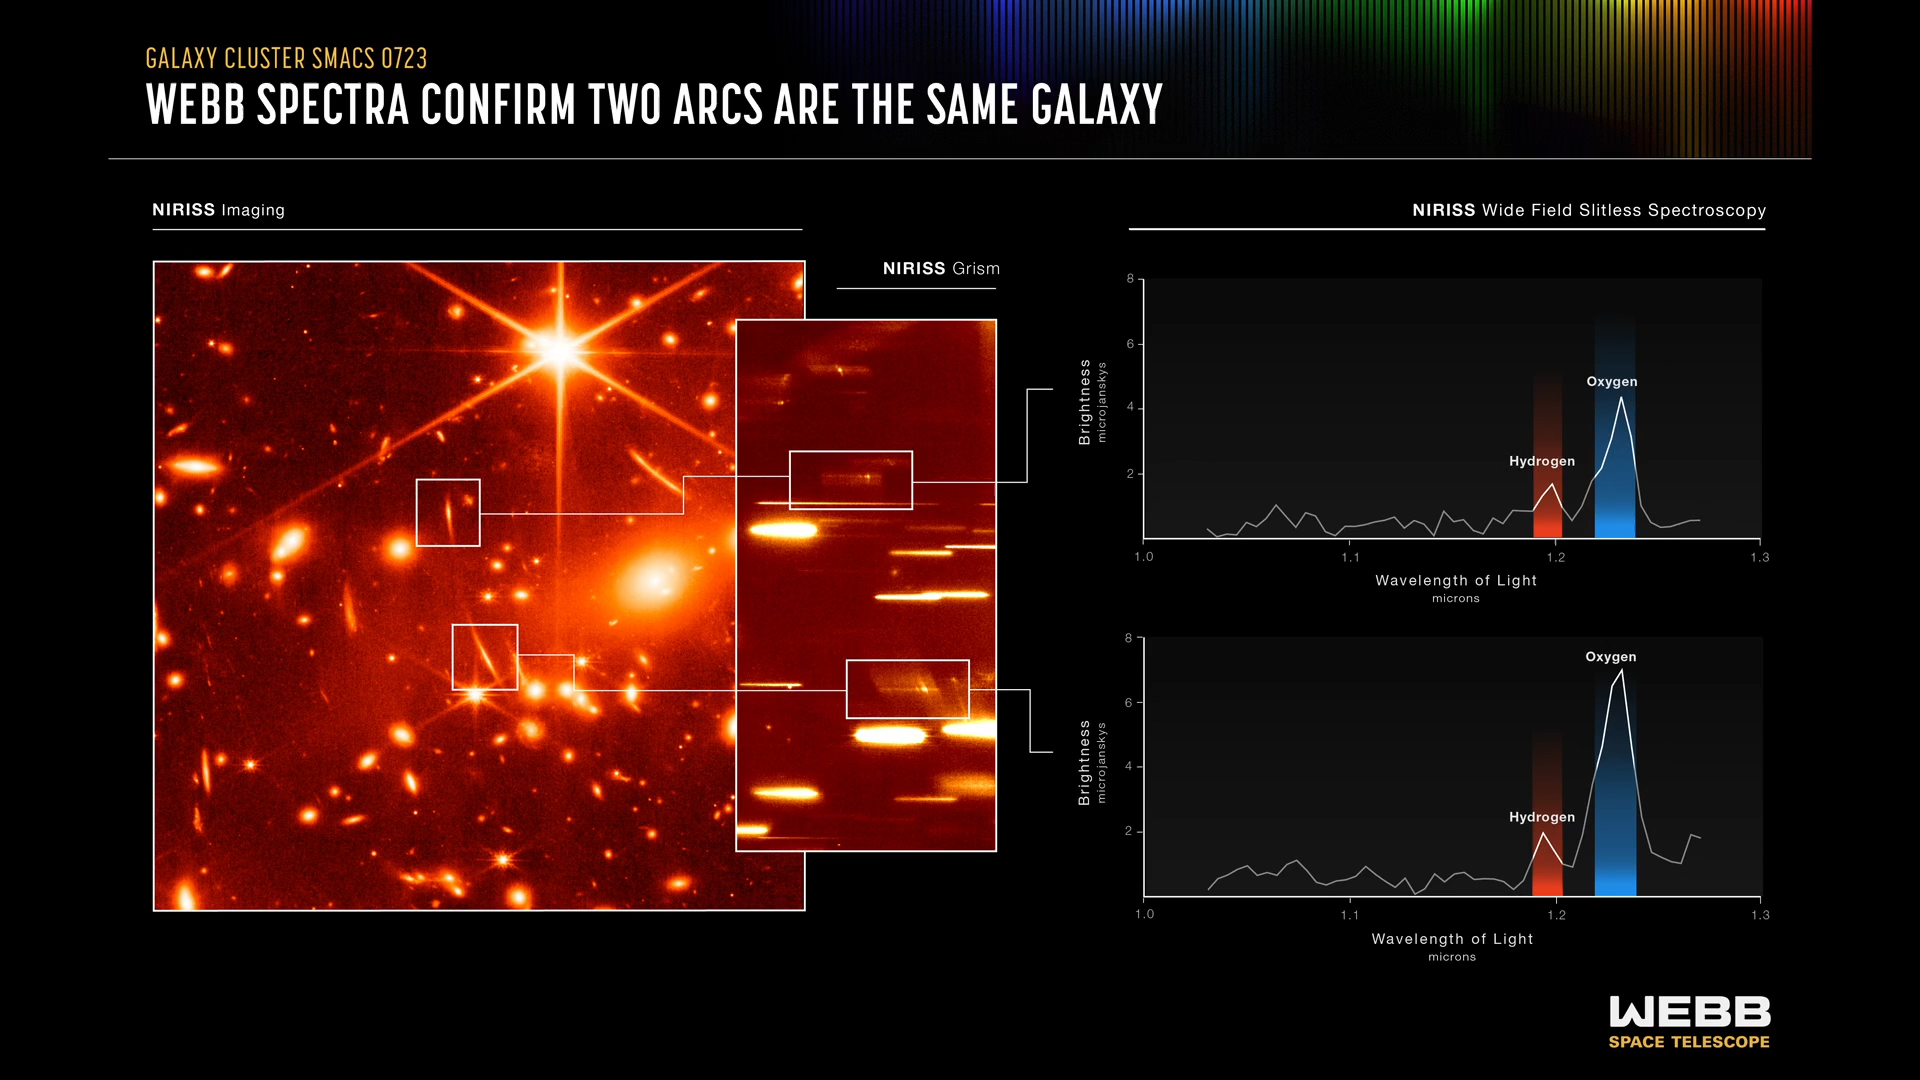 GALAXY CLUSTER SMACS 0723
WEBB SPECTRA CONFIRM TWO ARCS ARE THE SAME GALAXY
NIRISS Imaging
NIRISS Grism
NIRISS Wide Field Slitless Spectroscopy
8
6
4
2
Brightness
microjanskys
Oxygen
Hydrogen
1.0
1.1
1.2
1.3
Wavelength of Light
microns
8
6
4
2
Brightness
microjanskys
Oxygen
Hydrogen
1.0
1.1
1.2
1.3
Wavelength of Light
microns
WEBB
SPACE TELESCOPE